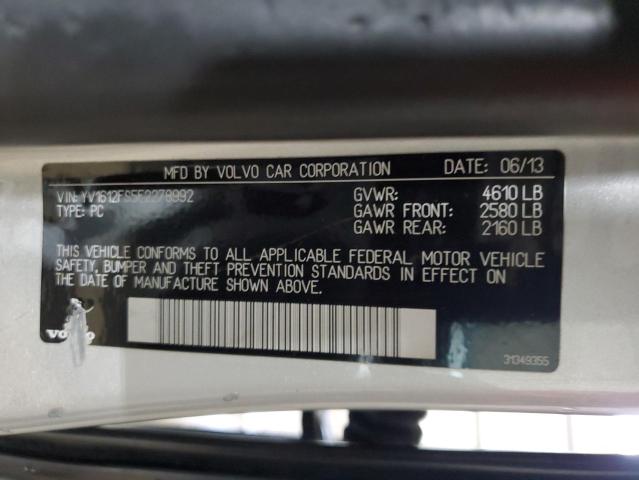 MFD BY VOLVO CAR CORPORATION DATE: 06/13
VIN: YV1612FS5E2278992 GVWR: 4610 LB
TYPE: PC GAWR FRONT: 2580 LB
GAWR REAR: 2160 LB
THIS VEHICLE CONFORMS TO ALL APPLICABLE FEDERAL MOTOR VEHICLE
SAFETY, BUMPER AND THEFT PREVENTION STANDARDS IN EFFECT ON
THE DATE OF MANUFACTURE SHOWN ABOVE.
VOLVO
31349355